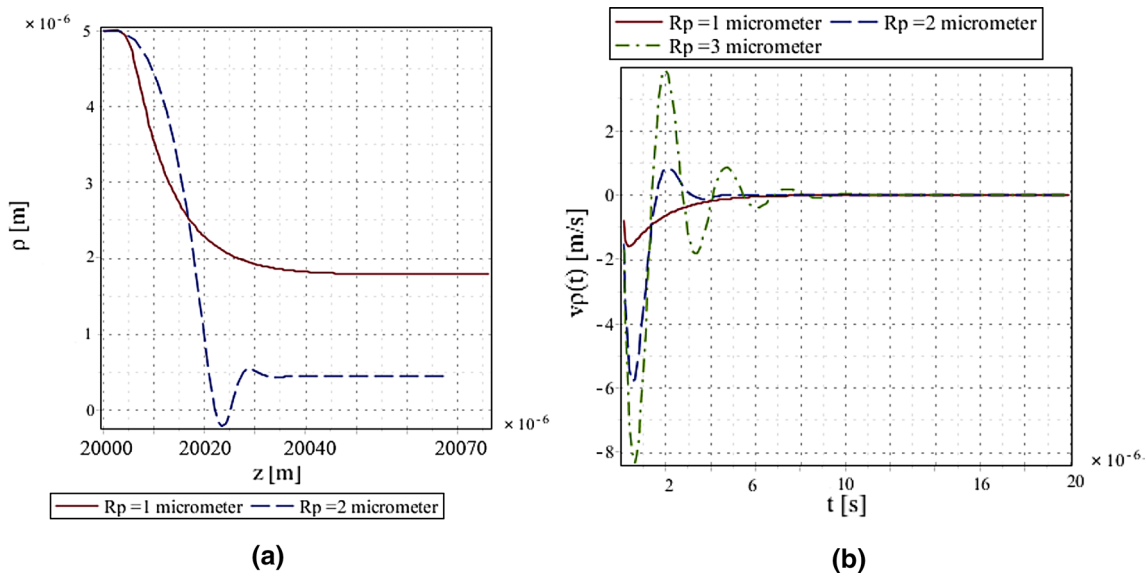 × 10⁻⁶
5
4
3
2
1
0
ρ [m]
20000 20020 20040 20070
× 10⁻⁶
z [m]
Rp =1 micrometer Rp =2 micrometer
(a)
Rp =1 micrometer Rp =2 micrometer
Rp =3 micrometer
2
0
-2
-4
-6
-8
vρ(t) [m/s]
2 6 10 16 20
× 10⁻⁶
t [s]
(b)